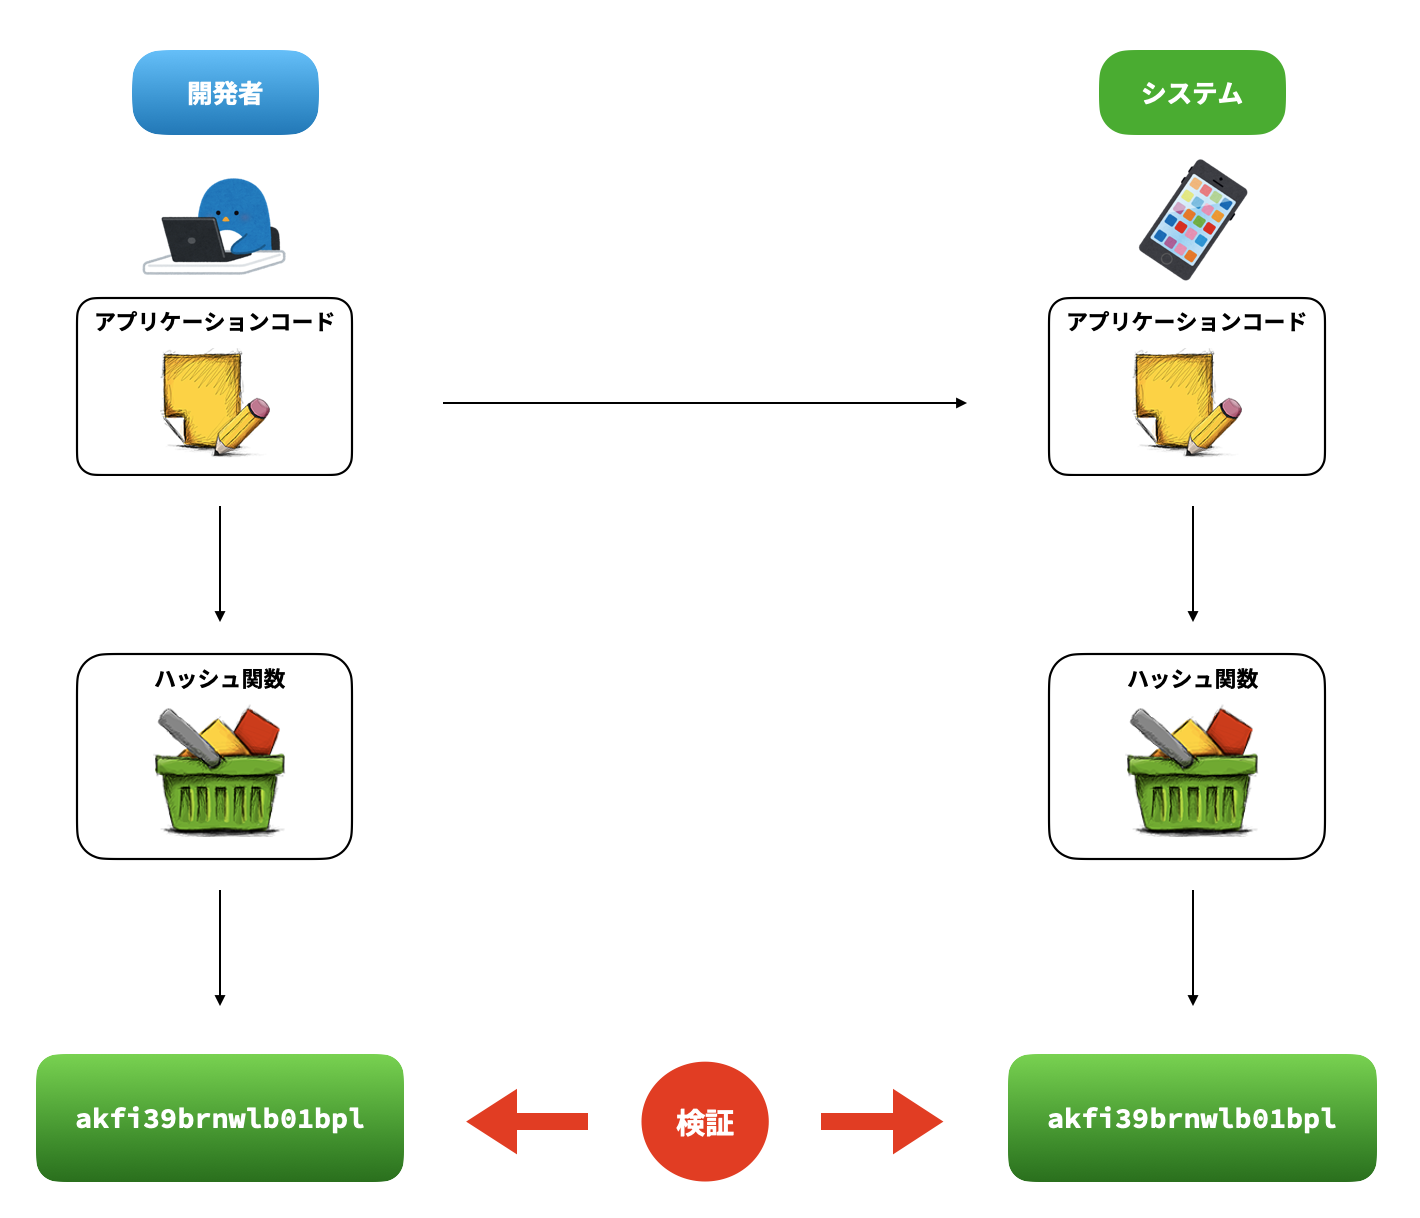 開発者
システム
アプリケーションコード
アプリケーションコード
ハッシュ関数
ハッシュ関数
akfi39brnwlb01bpl
検証
akfi39brnwlb01bpl